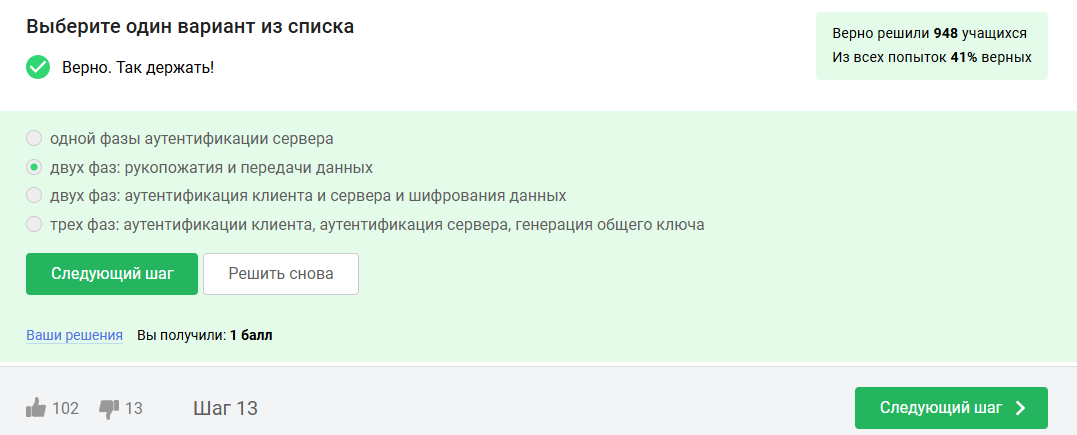 Выберите один вариант из списка
Верно решили 948 учащихся
Верно. Так держать!
Из всех попыток 41% верных
одной фазы аутентификации сервера
двух фаз: рукопожатия и передачи данных
двух фаз: аутентификация клиента и сервера и шифрования данных
трех фаз: аутентификации клиента, аутентификация сервера, генерация общего ключа
Следующий шаг
Решить снова
Ваши решения Вы получили: 1 балл
102 13 Шаг 13
Следующий шаг